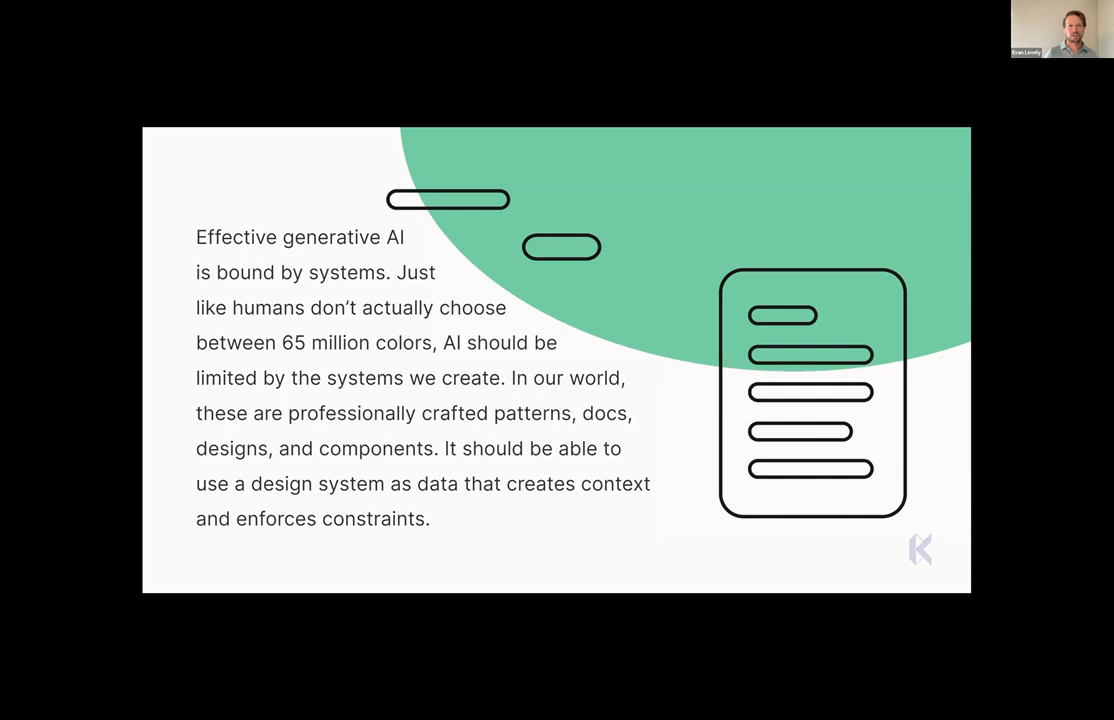 Evan Lovely
Effective generative AI
is bound by systems. Just
like humans don’t actually choose
between 65 million colors, AI should be
limited by the systems we create. In our world,
these are professionally crafted patterns, docs,
designs, and components. It should be able to
use a design system as data that creates context
and enforces constraints.
K